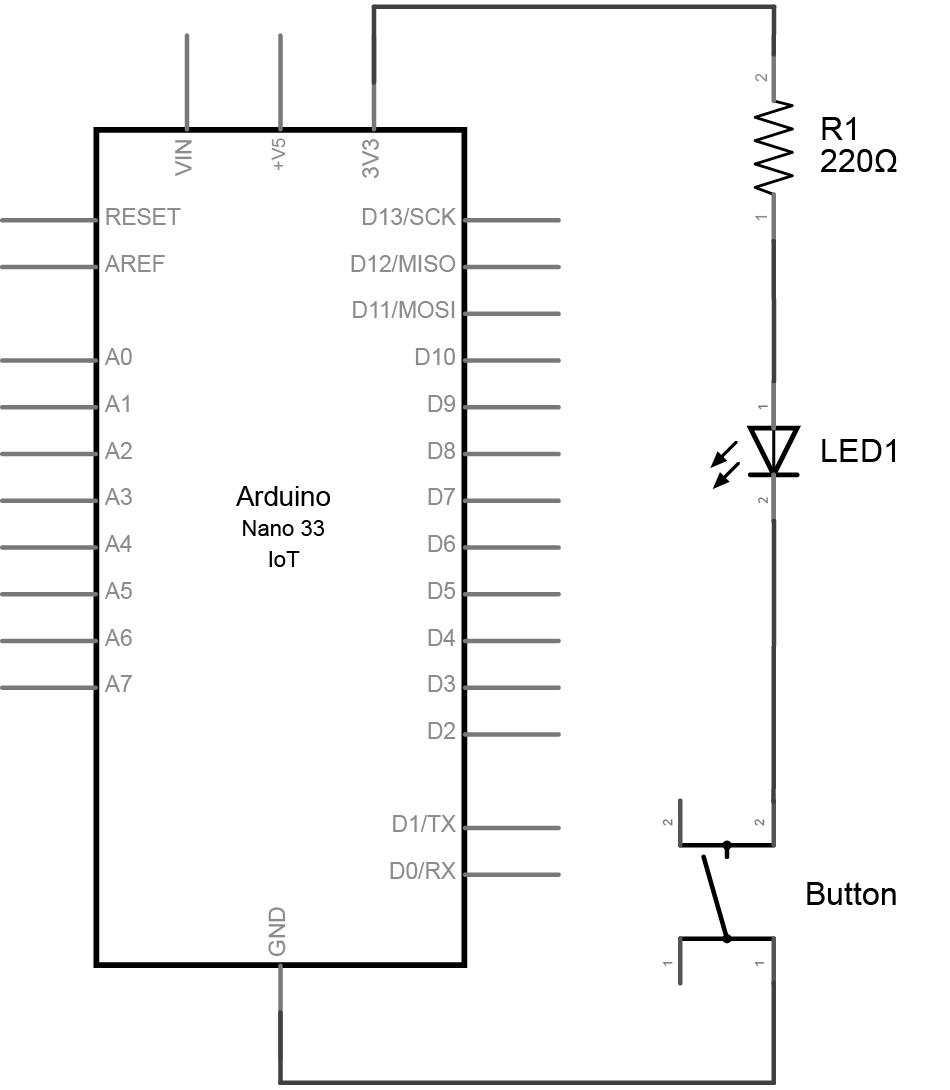 VIN
+V5
3V3
2
R1
220Ω
1
RESET
D13/SCK
AREF
D12/MISO
D11/MOSI
A0
D10
A1
D9
1
A2
D8
LED1
A3
D7
2
Arduino
Nano 33
IoT
A4
D6
A5
D5
A6
D4
A7
D3
D2
D1/TX
2
2
D0/RX
Button
GND
1
1